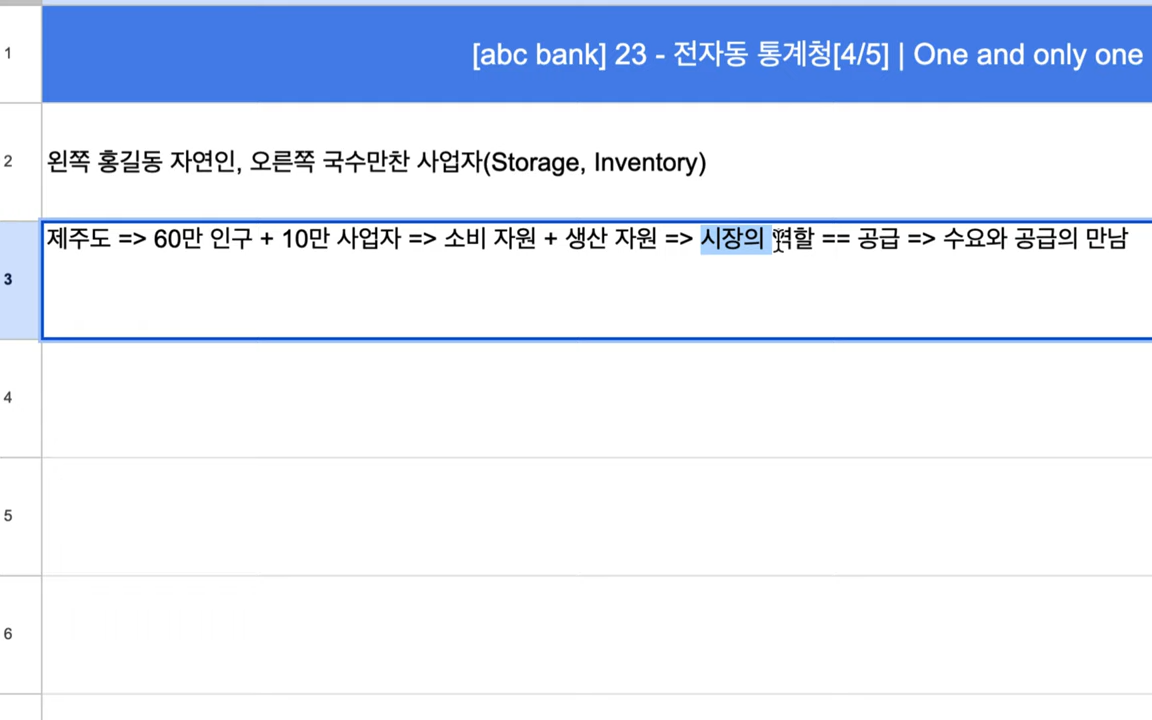 1
[abc bank] 23 - 전자동 통계청[4/5] | One and only one
2
왼쪽 홍길동 자연인, 오른쪽 국수만찬 사업자(Storage, Inventory)
3
제주도 => 60만 인구 + 10만 사업자 => 소비 자원 + 생산 자원 => 시장의 역할 == 공급 => 수요와 공급의 만남
4
5
6